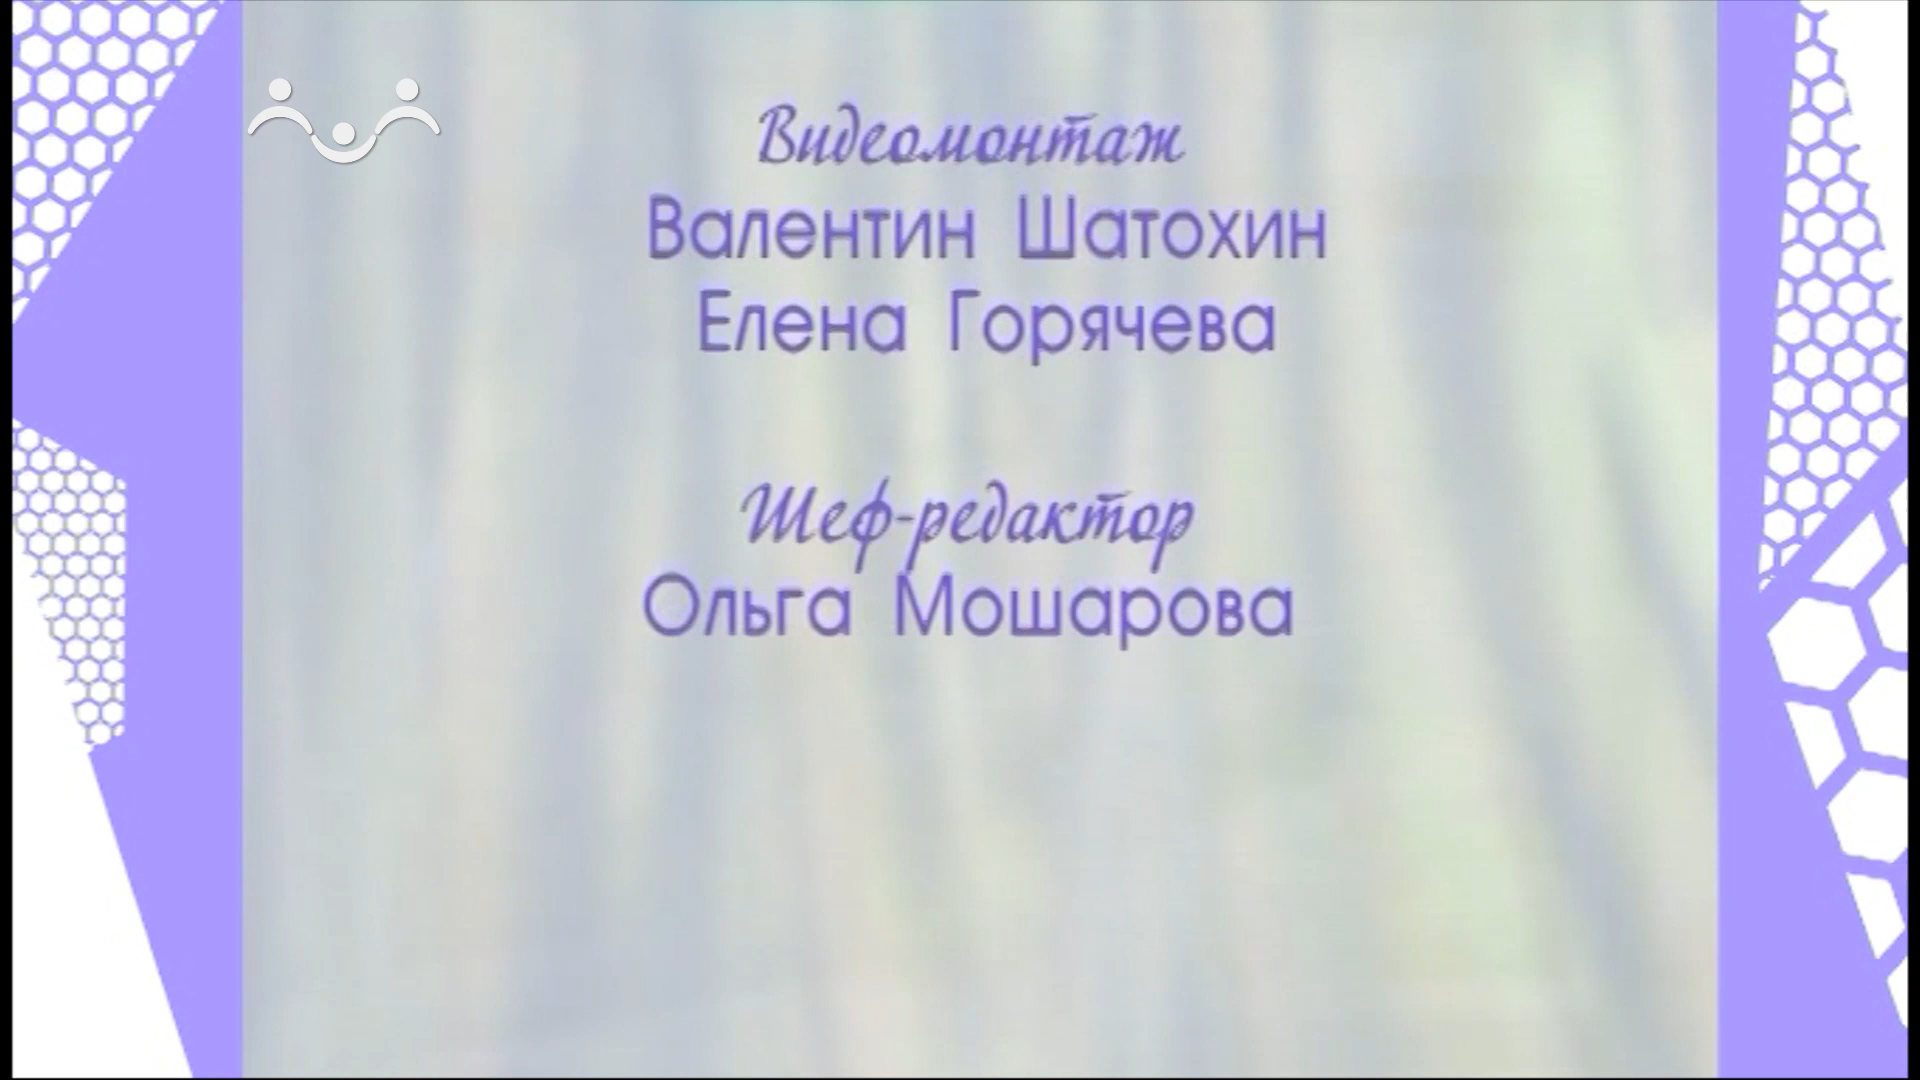 Видеомонтаж
Валентин Шатохин
Елена Горячева
Шеф-редактор
Ольга Мошарова